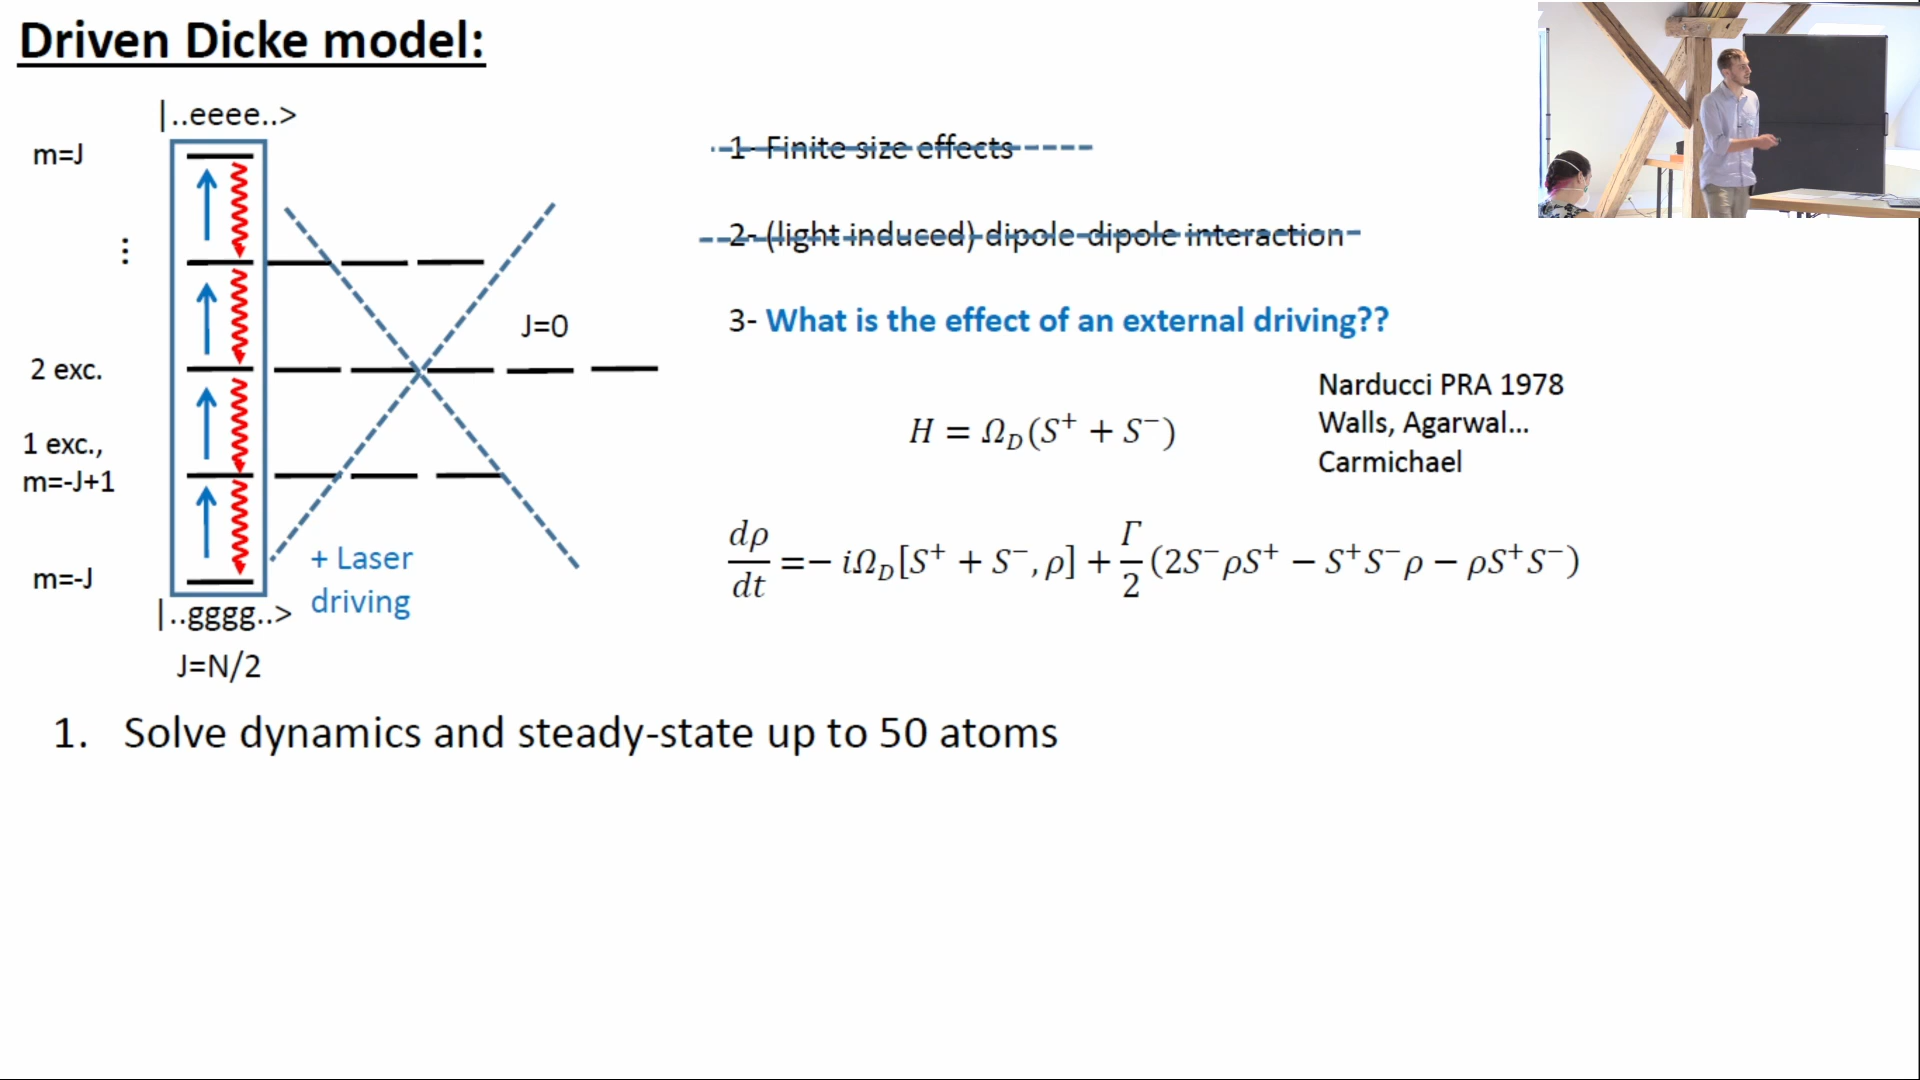 Driven Dicke model:
|..eeee..>
m=J
⋮
2 exc.
1 exc.,
m=-J+1
m=-J
J=0
+ Laser
driving
|..gggg..>
J=N/2
1- Finite size effects
2- (light induced) dipole-dipole interaction
3- What is the effect of an external driving??
H = Ω_D(S⁺ + S⁻)
Narducci PRA 1978
Walls, Agarwal...
Carmichael
dρ/dt =− iΩ_D[S⁺ + S⁻, ρ] + Γ/2 (2S⁻ρS⁺ − S⁺S⁻ρ − ρS⁺S⁻)
1. Solve dynamics and steady-state up to 50 atoms